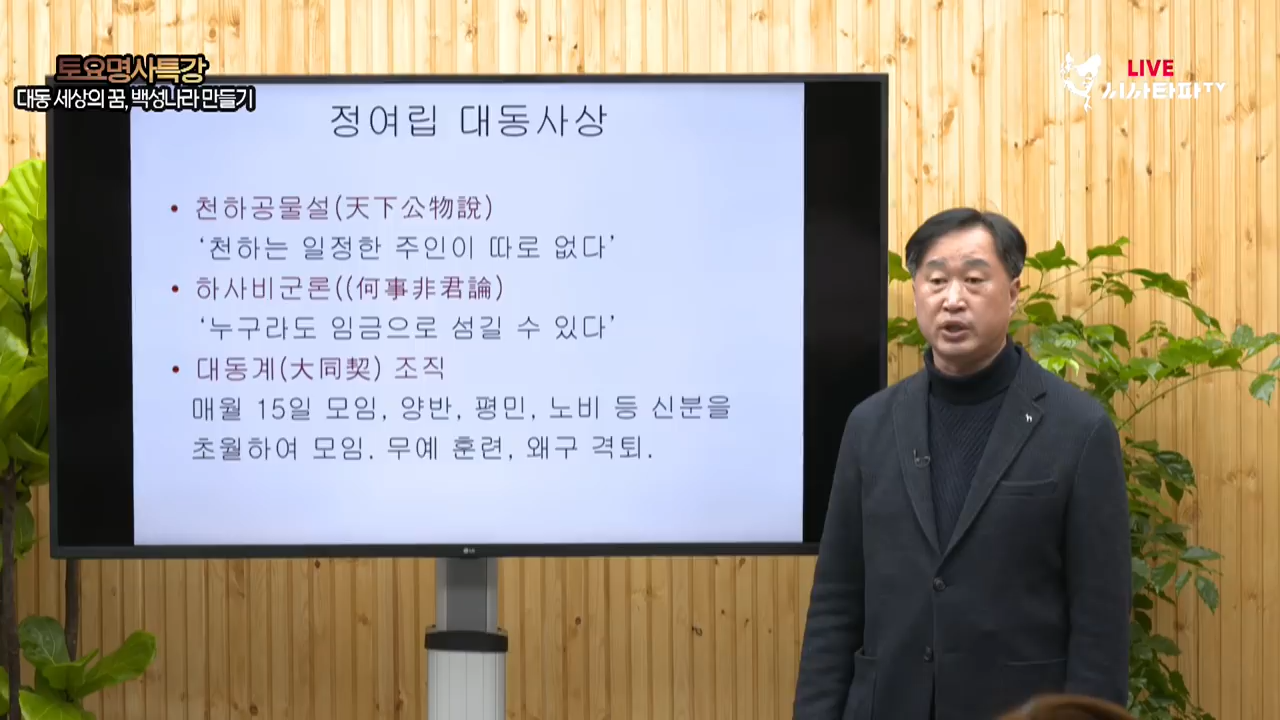 토요명사특강
대동 세상의 꿈, 백성나라 만들기
LIVE
시사타파TV
정여립 대동사상
• 천하공물설(天下公物說)
‘천하는 일정한 주인이 따로 없다’
• 하사비군론((何事非君論)
‘누구라도 임금으로 섬길 수 있다’
• 대동계(大同契) 조직
매월 15일 모임, 양반, 평민, 노비 등 신분을
초월하여 모임. 무예 훈련, 왜구 격퇴.
LG